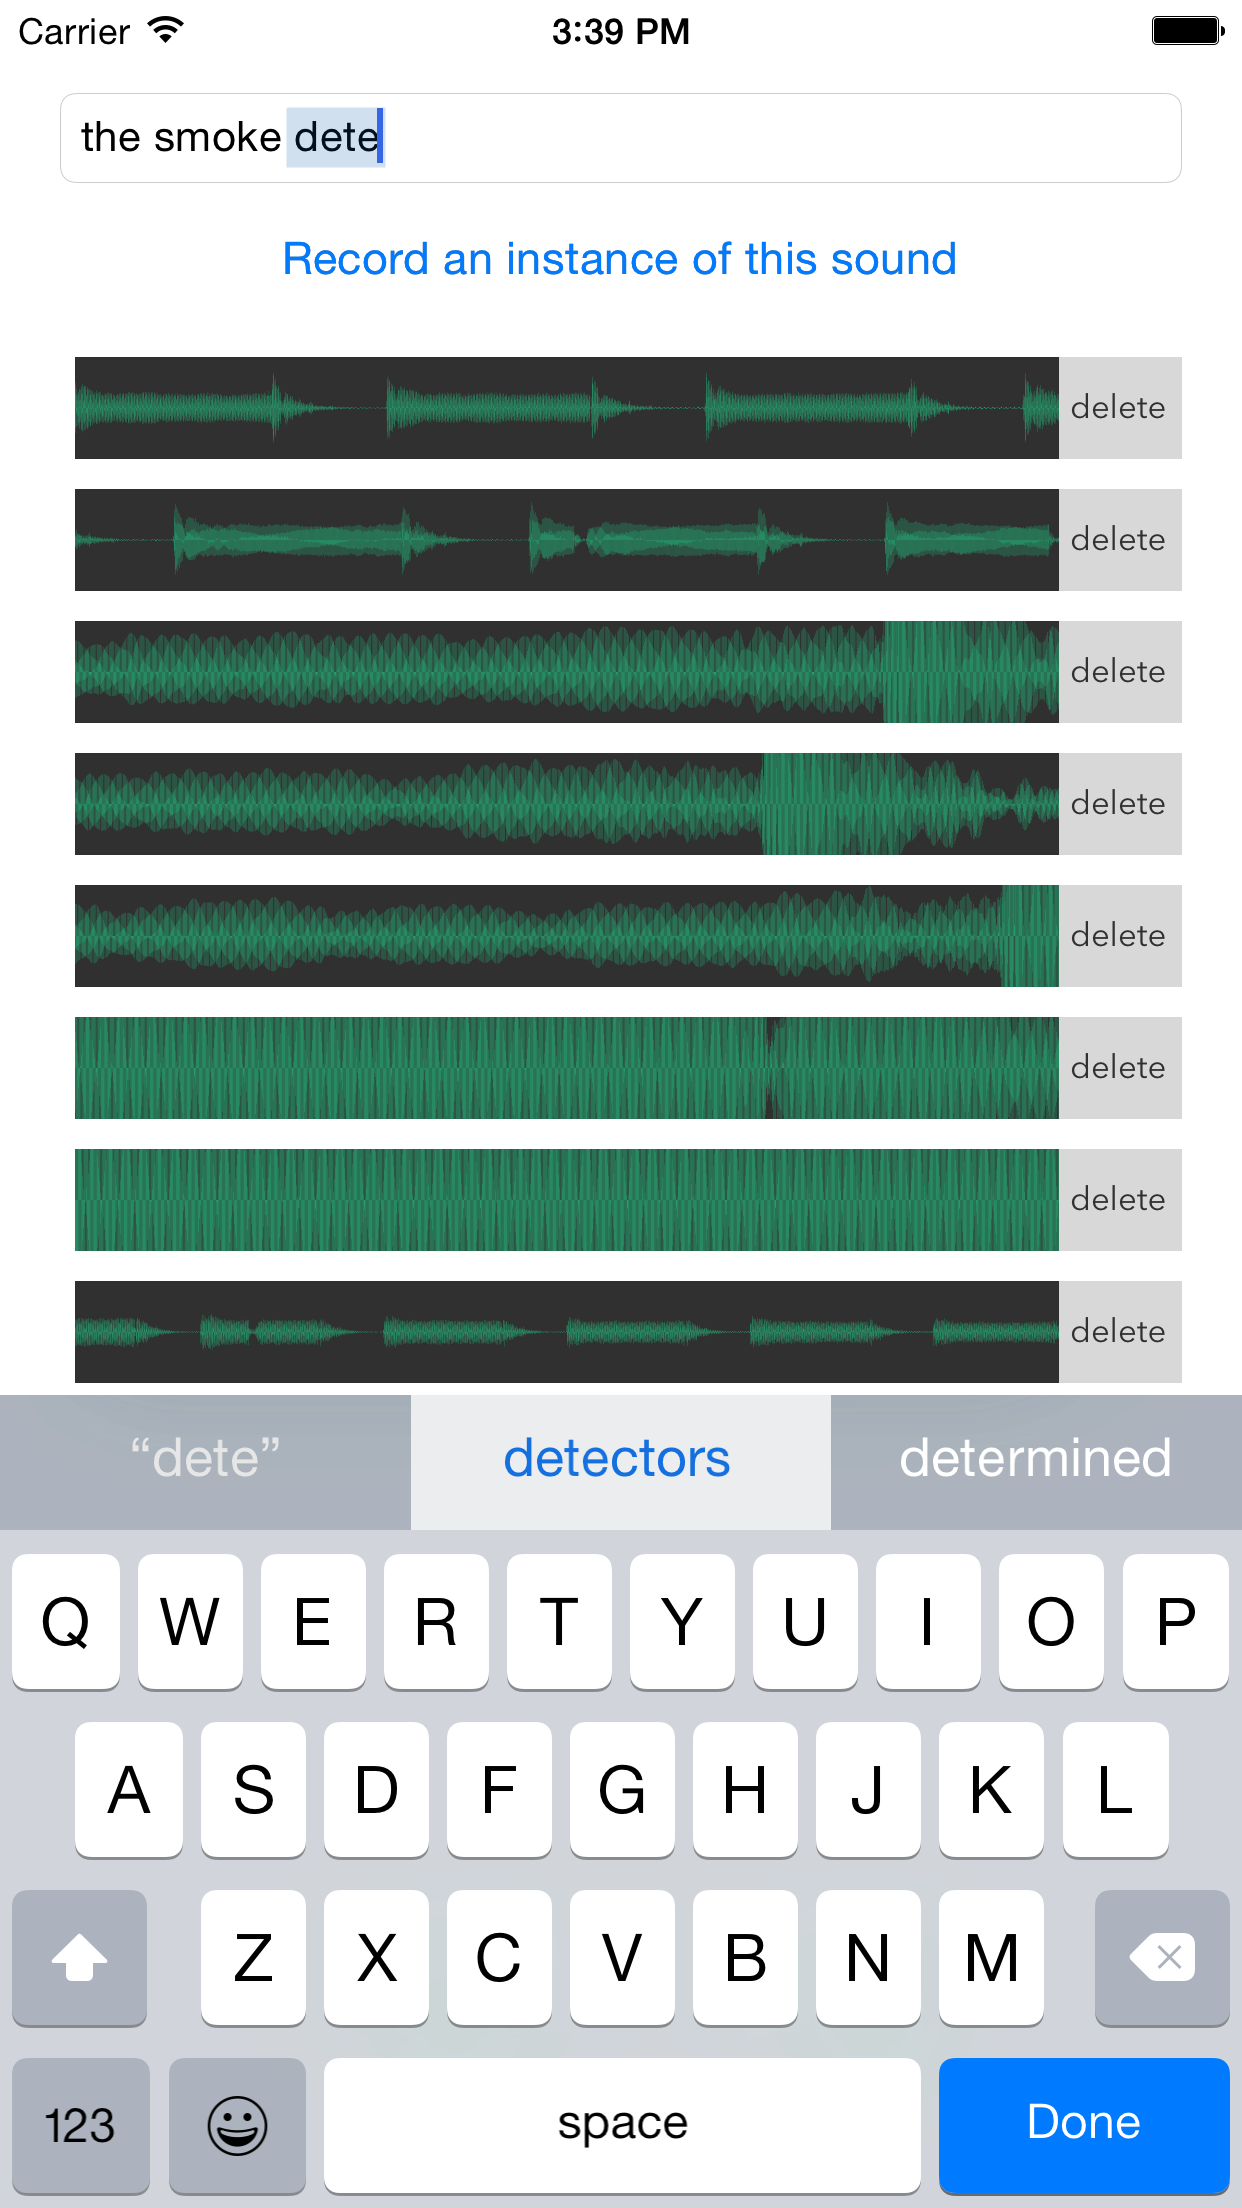 Carrier 3:39 PM
the smoke dete
Record an instance of this sound
delete
delete
delete
delete
delete
delete
delete
delete
“dete” detectors determined
Q W E R T Y U I O P
A S D F G H J K L
Z X C V B N M
123 space Done